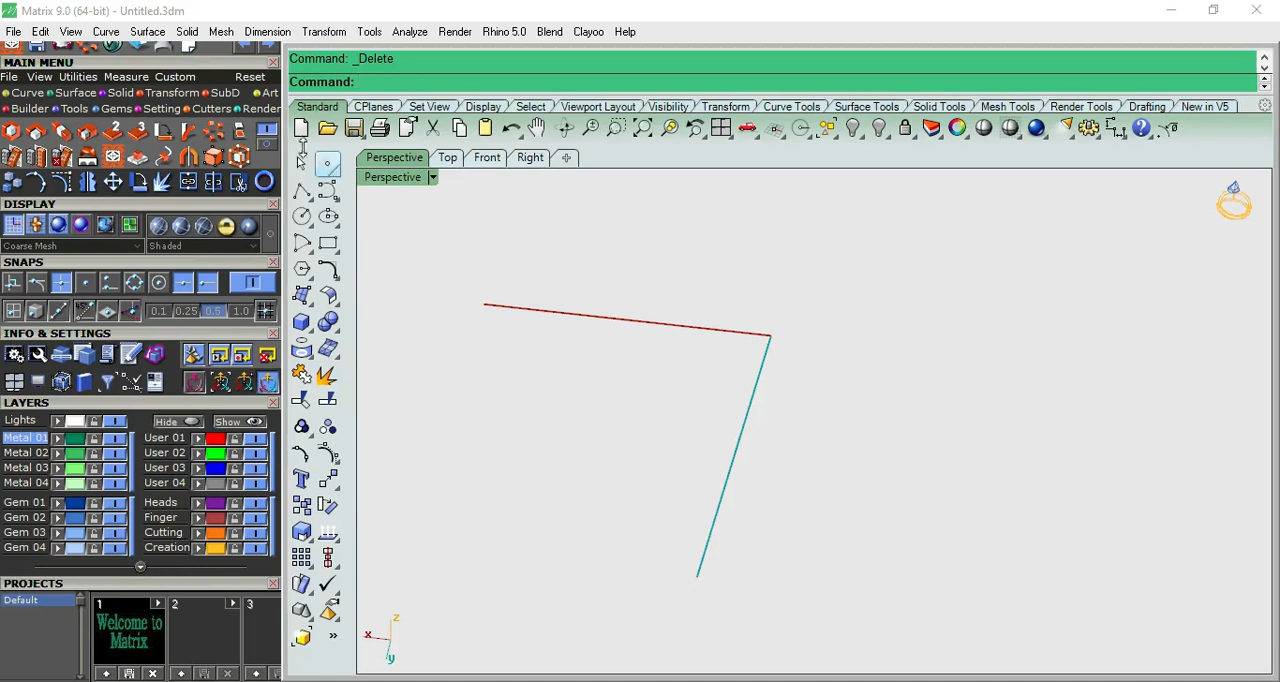 Matrix 9.0 (64-bit) - Untitled.3dm
File Edit View Curve Surface Solid Mesh Dimension Transform Tools Analyze Render Rhino 5.0 Blend Clayoo Help
MAIN MENU
File View Utilities Measure Custom Reset
Curve Surface Solid Transform SubD Art
Builder Tools Gems Setting Cutters Render
Command: _Delete
Command:
Standard CPlanes Set View Display Select Viewport Layout Visibility Transform Curve Tools Surface Tools Solid Tools Mesh Tools Render Tools Drafting New in V5
Perspective Top Front Right
Perspective
DISPLAY
Coarse Mesh Shaded
SNAPS
0.1 0.25 0.5 1.0
INFO & SETTINGS
LAYERS
Lights Hide Show
Metal 01 User 01
Metal 02 User 02
Metal 03 User 03
Metal 04 User 04
Gem 01 Heads
Gem 02 Finger
Gem 03 Cutting
Gem 04 Creation
PROJECTS
Default
1 2 3
Welcome to
Matrix
z
x
y